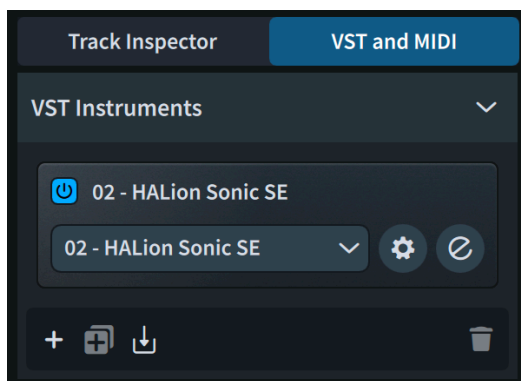 Track Inspector
VST and MIDI
VST Instruments
02 - HALion Sonic SE
02 - HALion Sonic SE